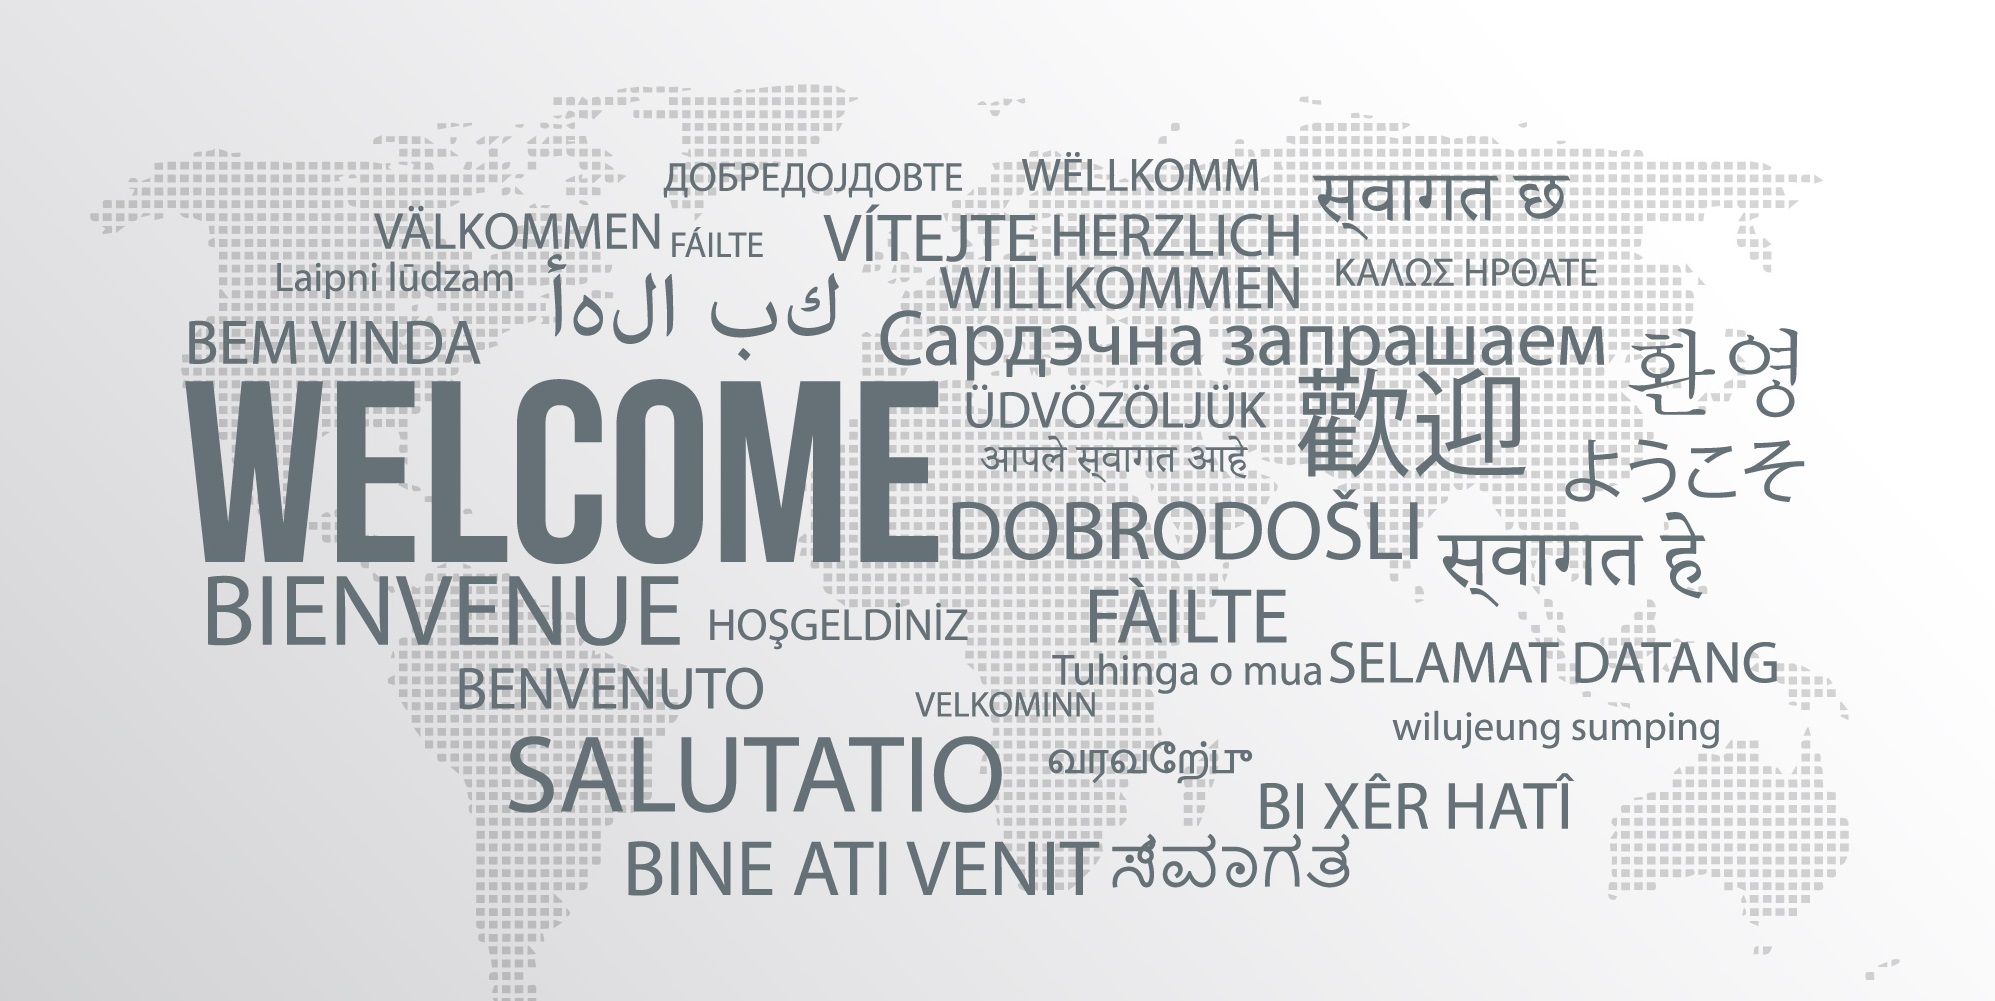 ДОБРЕДОЈДОВТЕ
WËLLKOMM
स्वागत छ
VÄLKOMMEN
FÁILTE
VÍTEJTE
HERZLICH
WILLKOMMEN
ΚΑΛΩΣ ΗΡΘΑΤΕ
Laipni lūdzam
أهلا بك
BEM VINDA
Сардэчна запрашаем
환영
WELCOME
ÜDVÖZÖLJÜK
歡迎
आपले स्वागत आहे
ようこそ
DOBRODOŠLI
स्वागत हे
BIENVENUE
HOŞGELDİNİZ
FÀILTE
Tuhinga o mua
SELAMAT DATANG
BENVENUTO
VELKOMINN
wilujeung sumping
SALUTATIO
BI XÊR HATÎ
BINE ATI VENIT